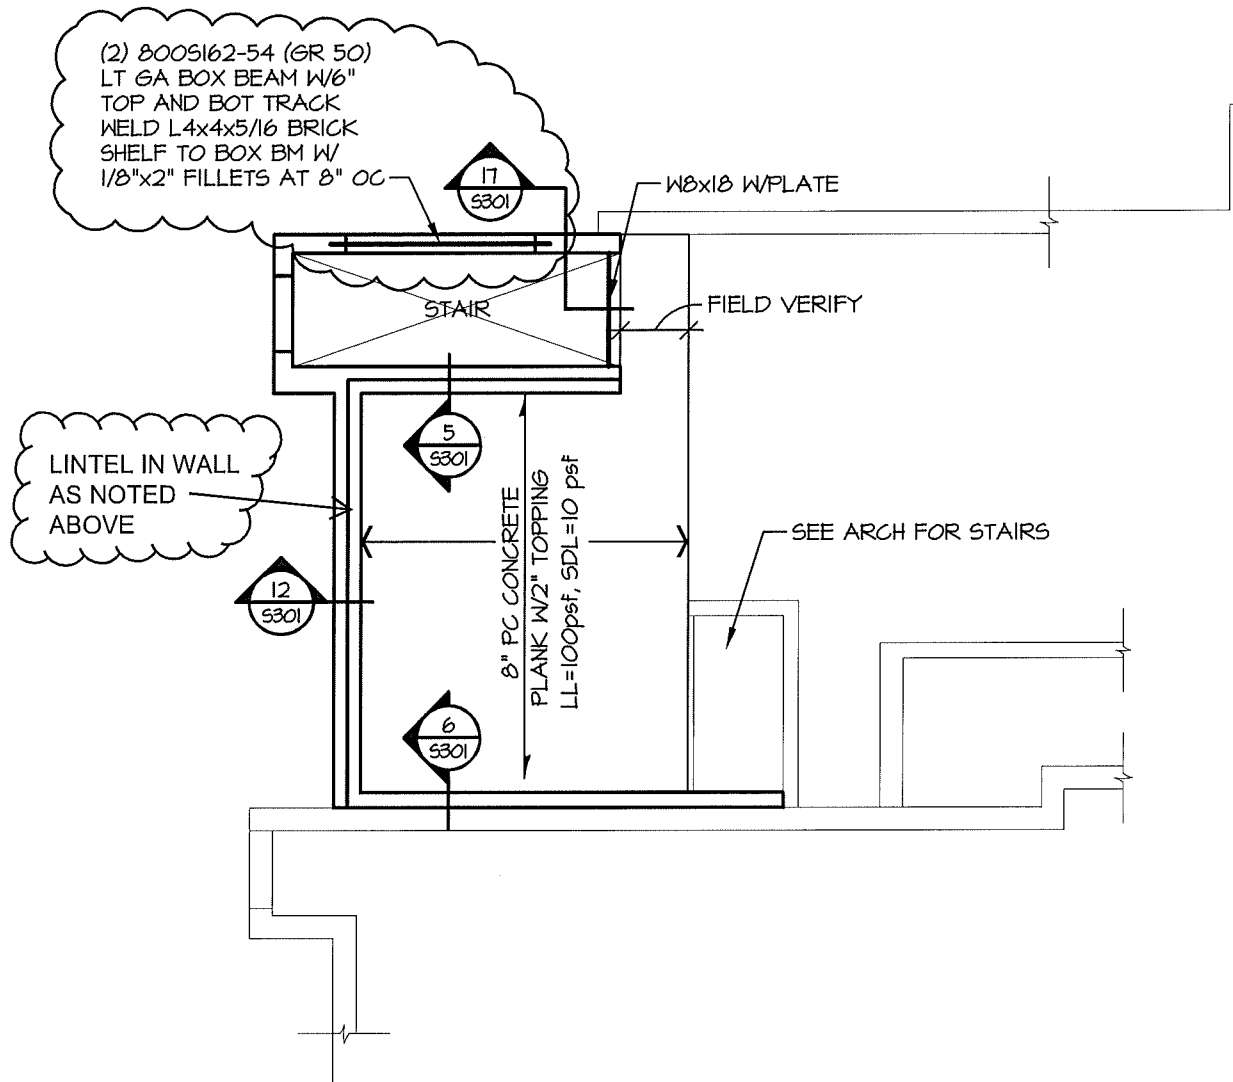 (2) 800S162-54 (GR 50)
LT GA BOX BEAM W/6"
TOP AND BOT TRACK
WELD L4x4x5/16 BRICK
SHELF TO BOX BM W/
1/8"x2" FILLETS AT 8" OC
17
S301
W8x18 W/PLATE
STAIR
FIELD VERIFY
5
S301
LINTEL IN WALL
AS NOTED
ABOVE
8" PC CONCRETE
PLANK W/2" TOPPING
LL=100psf, SDL=10 psf
SEE ARCH FOR STAIRS
12
S301
6
S301